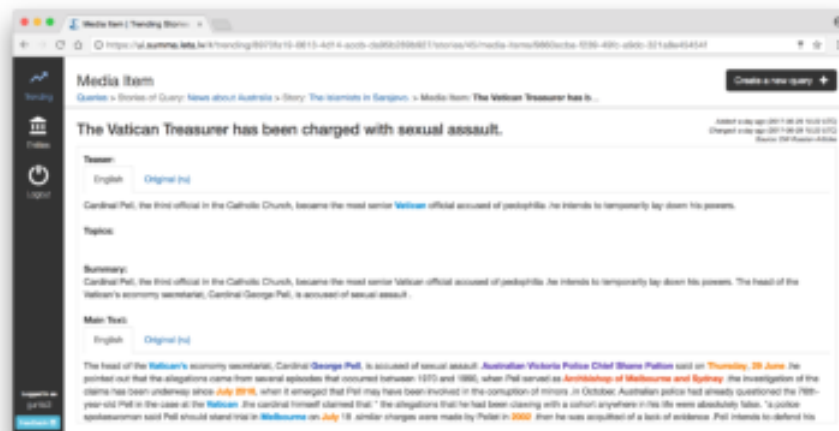 Media Item | Trending Stories
Trending
Entities
Logout
Media Item
Create a new query +
Queries > Stories of Query: News about Australia > Story: The Islamists in Sarajevo. > Media Item: The Vatican Treasurer has b...
The Vatican Treasurer has been charged with sexual assault.
Teaser:
English Original (ru)
Cardinal Pell, the third official in the Catholic Church, became the most senior Vatican official accused of pedophilia .he intends to temporarily lay down his powers.
Topics:
Summary:
Cardinal Pell, the third official in the Catholic Church, became the most senior Vatican official accused of pedophilia .he intends to temporarily lay down his powers. The head of the
Vatican's economy secretariat, Cardinal George Pell, is accused of sexual assault .
Main Text:
English Original (ru)
The head of the Vatican's economy secretariat, Cardinal George Pell, is accused of sexual assault .Australian Victoria Police Chief Shane Patton said on Thursday, 29 June .he
pointed out that the allegations came from several episodes that occurred between 1970 and 1980, when Pell served as Archbishop of Melbourne and Sydney .the investigation of the
claims has been underway since July 2016, when it emerged that Pell may have been involved in the corruption of minors .in October, Australian police had already questioned the 76th-
year-old Pell in the case at the Vatican .the cardinal himself claimed that " the allegations that he had been clawing with a cohort anywhere in his life were absolutely false. "a police
spokeswoman said Pell should stand trial in Melbourne on July 18 .similar charges were made by Pellet in 2002 .then he was acquitted of a lack of evidence .Pell intends to defend his